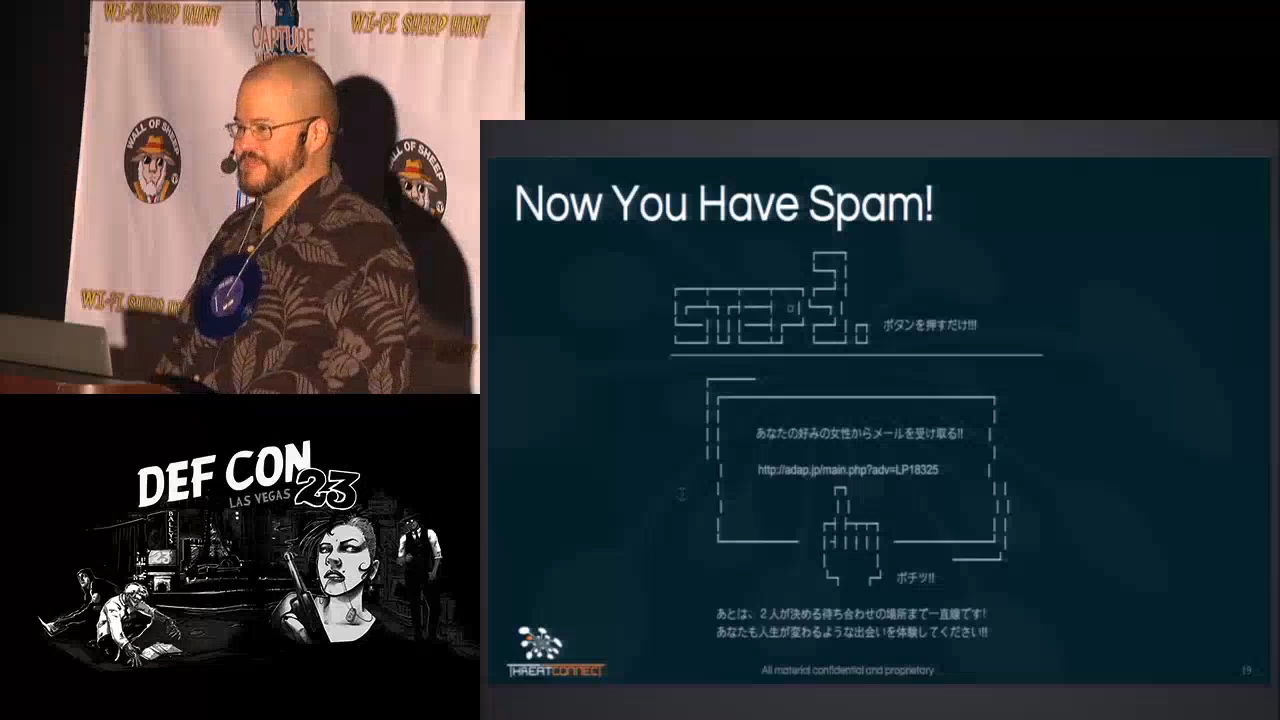 WI-FI SHEEP HUNT
CAPTURE
WI-FI SHEEP HUNT
WALL OF SHEEP
ALL OF SHEEP
WI-FI SHEEP
DEF CON
23
LAS VEGAS
BALLY'S
Now You Have Spam!
STEP 3.
ボタンを押すだけ!!!
あなたの好みの女性からメールを受け取る!!
http://adap.jp/main.php?adv=LP18325
ポチッ!!
あとは、2人が決める待ち合わせの場所まで一直線です!
あなたも人生が変わるような出会いを体験してください!!
THREATCONNECT
All material confidential and proprietary
19